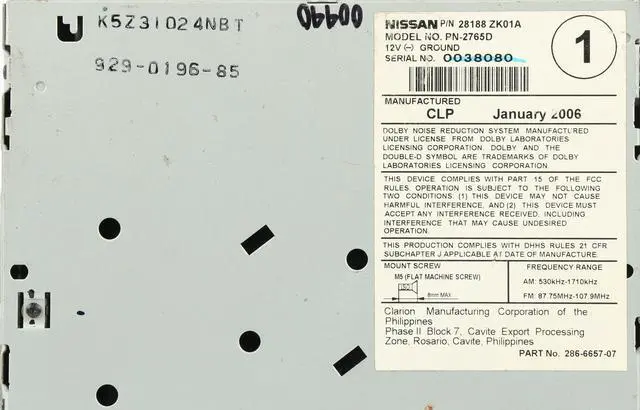 K5Z31024NBT
929-0196-85
NISSAN P/N 28188 ZK01A
MODEL NO. PN-2765D
12V (–) GROUND
SERIAL NO. 0038080
1
MANUFACTURED
CLP January 2006
DOLBY NOISE REDUCTION SYSTEM MANUFACTURED
UNDER LICENSE FROM DOLBY LABORATORIES
LICENSING CORPORATION. DOLBY AND THE
DOUBLE-D SYMBOL ARE TRADEMARKS OF DOLBY
LABORATORIES LICENSING CORPORATION.
THIS DEVICE COMPLIES WITH PART 15 OF THE FCC
RULES. OPERATION IS SUBJECT TO THE FOLLOWING
TWO CONDITIONS: (1) THIS DEVICE MAY NOT CAUSE
HARMFUL INTERFERENCE, AND (2) THIS DEVICE MUST
ACCEPT ANY INTERFERENCE RECEIVED, INCLUDING
INTERFERENCE THAT MAY CAUSE UNDESIRED
OPERATION.
THIS PRODUCTION COMPLIES WITH DHHS RULES 21 CFR
SUBCHAPTER J APPLICABLE AT DATE OF MANUFACTURE.
MOUNT SCREW
M5 (FLAT MACHINE SCREW)
ISO
8mm MAX
FREQUENCY RANGE
AM: 530kHz-1710kHz
FM: 87.75MHz-107.9MHz
Clarion Manufacturing Corporation of the
Philippines
Phase II Block 7, Cavite Export Processing
Zone, Rosario, Cavite, Philippines
PART No. 286-6657-07